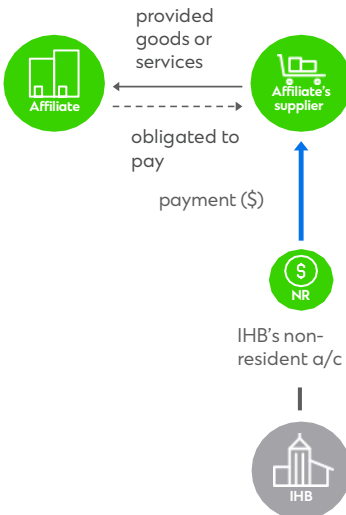 provided
goods or
services
Affiliate
Affiliate's
supplier
obligated to
pay
payment ($)
$
NR
IHB's non-
resident a/c
IHB